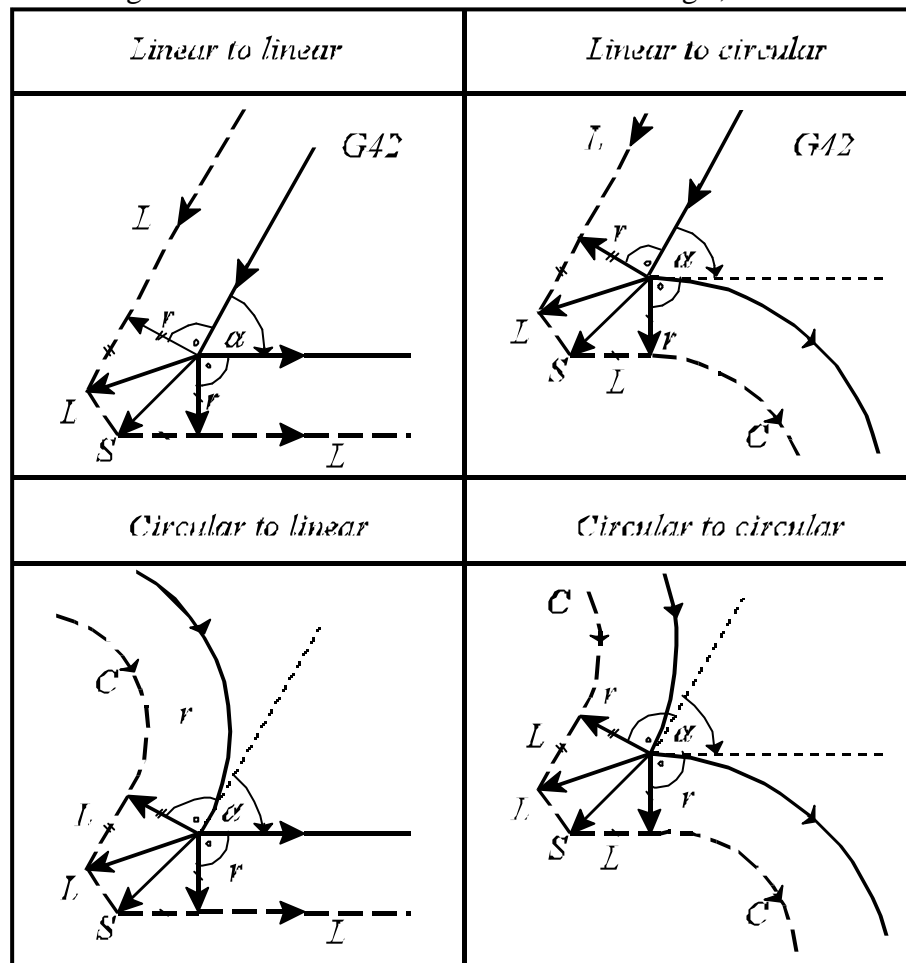 Linear to linear
Linear to circular
G42
L
r
α
r
L
S
L
L
G42
r
α
L
r
S
L
C
Circular to linear
Circular to circular
C
r
L
α
L
r
S
L
C
r
L
α
L
r
S
L
C